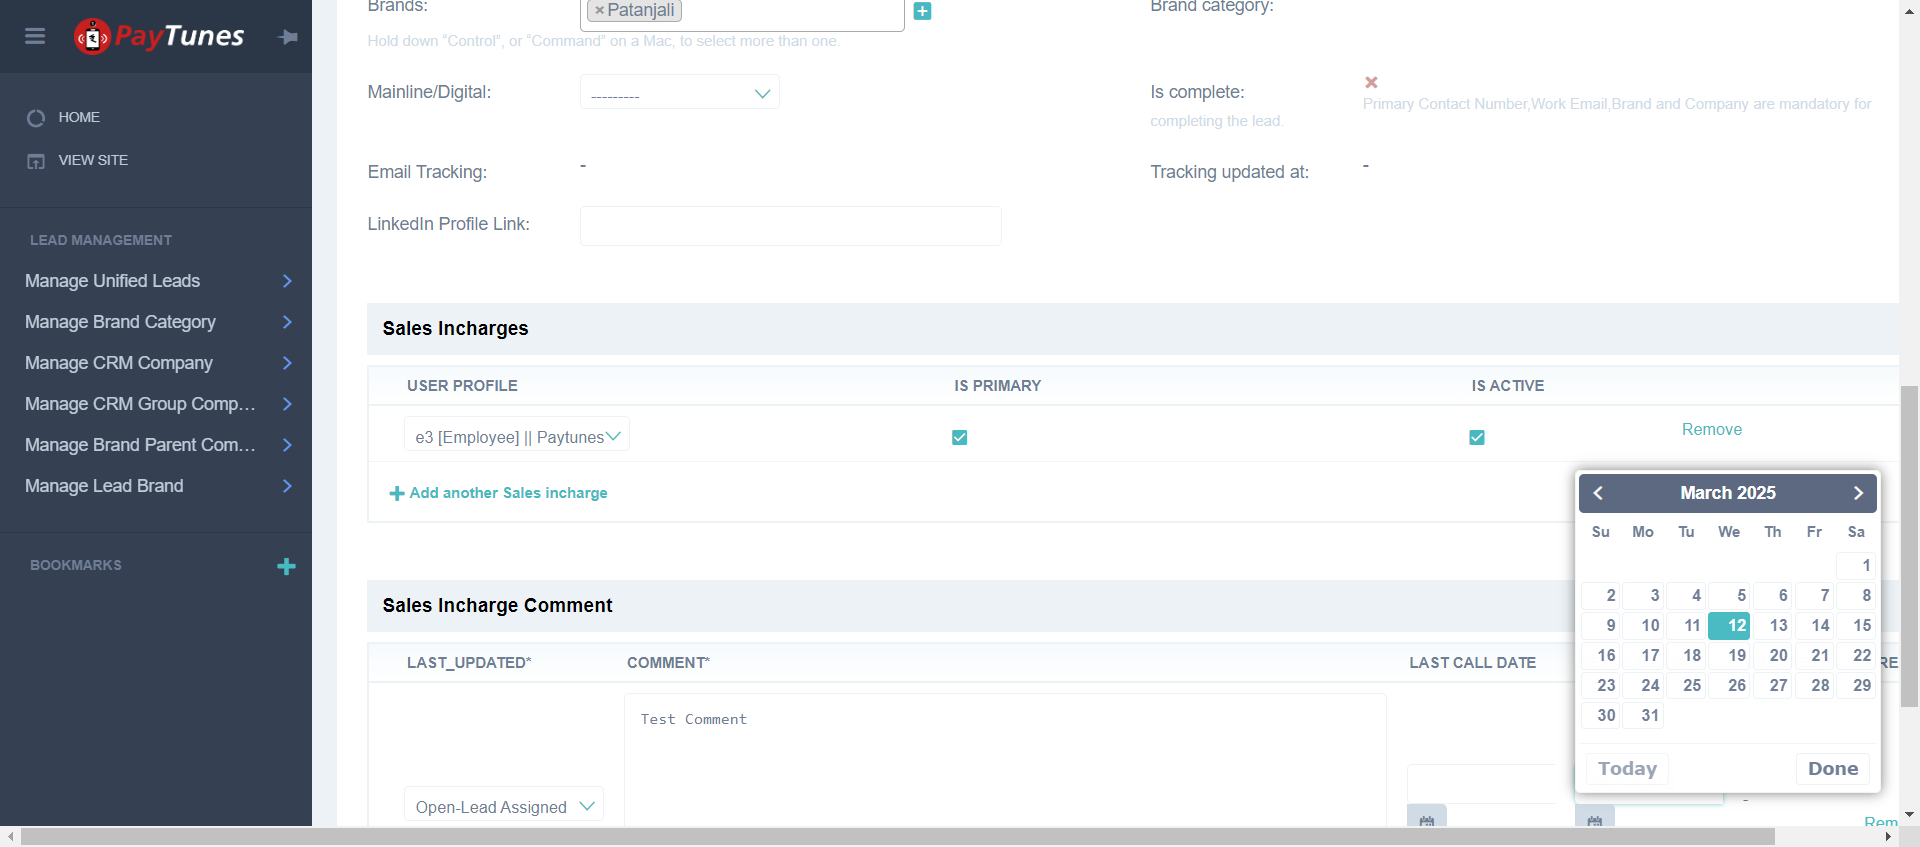 PayTunes
HOME
VIEW SITE
LEAD MANAGEMENT
Manage Unified Leads
Manage Brand Category
Manage CRM Company
Manage CRM Group Comp...
Manage Brand Parent Com...
Manage Lead Brand
BOOKMARKS
Brands:
×Patanjali
Brand category:
Hold down “Control”, or “Command” on a Mac, to select more than one.
Mainline/Digital:
---------
Is complete:
Primary Contact Number,Work Email,Brand and Company are mandatory for
completing the lead.
Email Tracking:
-
Tracking updated at:
-
LinkedIn Profile Link:
Sales Incharges
USER PROFILE
IS PRIMARY
IS ACTIVE
e3 [Employee] || Paytunes
Remove
Add another Sales incharge
Sales Incharge Comment
LAST_UPDATED*
COMMENT*
LAST CALL DATE
RE
Test Comment
Open-Lead Assigned
-
Rem
March 2025
Su Mo Tu We Th Fr Sa
1
2 3 4 5 6 7 8
9 10 11 12 13 14 15
16 17 18 19 20 21 22
23 24 25 26 27 28 29
30 31
Today
Done